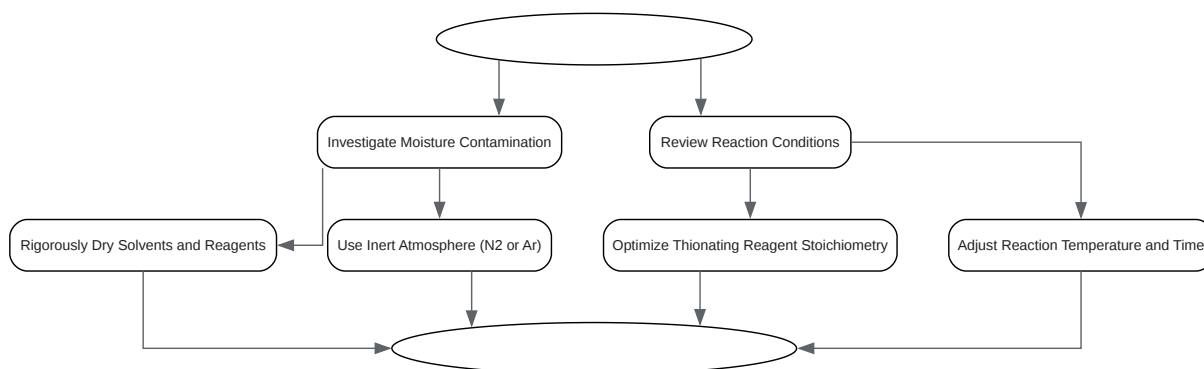 Investigate Moisture Contamination
Review Reaction Conditions
Rigorously Dry Solvents and Reagents
Use Inert Atmosphere (N2 or Ar)
Optimize Thionating Reagent Stoichiometry
Adjust Reaction Temperature and Time